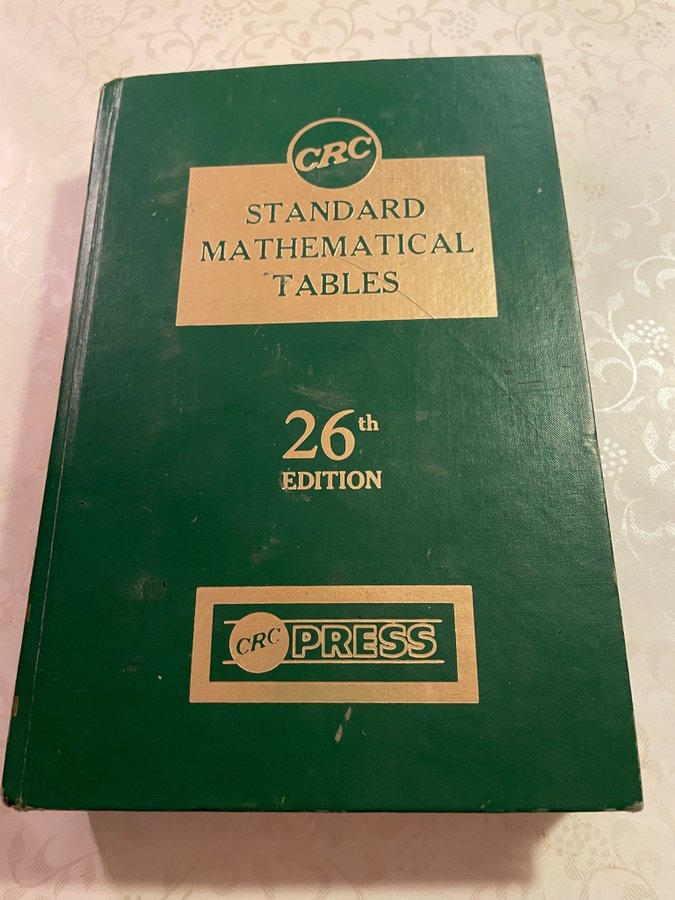 CRC
STANDARD
MATHEMATICAL
TABLES
26th
EDITION
CRC PRESS